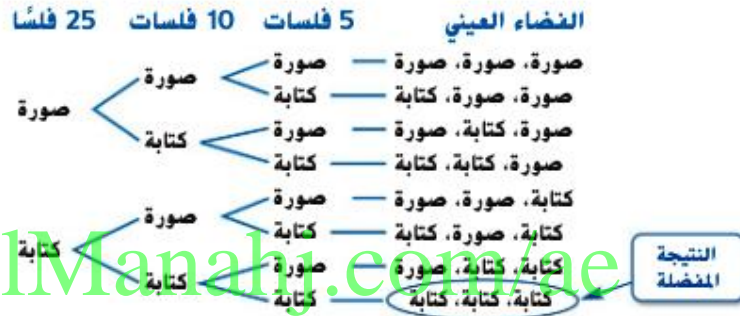 25 فلسًا 10 فلسات 5 فلسات الفضاء العيني
صورة صورة صورة صورة، صورة، صورة
كتابة صورة، صورة، كتابة
كتابة صورة صورة، كتابة، صورة
كتابة صورة، كتابة، كتابة
كتابة صورة صورة كتابة، صورة، صورة
كتابة كتابة، صورة، كتابة
كتابة صورة كتابة، كتابة، صورة
كتابة كتابة، كتابة، كتابة
النتيجة
المفضلة
lManahj.com/ae